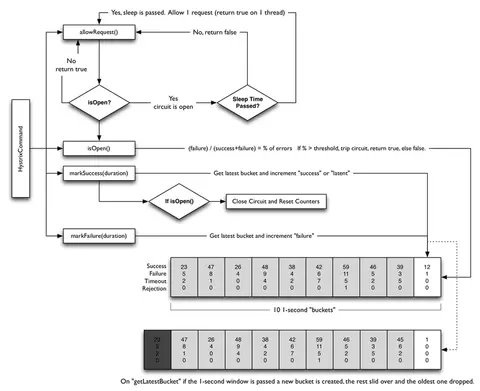 Yes, sleep is passed. Allow 1 request (return true on 1 thread)
allowRequest()
No, return false
No
return true
isOpen?
Yes
circuit is open
Sleep Time
Passed?
HystrixCommand
isOpen()
(failure) / (success+failure) = % of errors If % > threshold, trip circuit, return true, else false.
markSuccess(duration)
Get latest bucket and increment "success" or "latent"
If isOpen()
Close Circuit and Reset Counters
markFailure(duration)
Get latest bucket and increment "failure"
Success 23 47 26 48 38 42 59 46 39 12
Failure 5 8 4 9 4 6 11 5 3 1
Timeout 2 1 0 4 2 7 5 2 5 0
Rejection 0 0 0 0 0 0 1 0 0 0
10 1-second "buckets"
23 47 26 48 38 42 59 46 39 45 1
5 8 4 9 4 6 11 5 3 6 0
2 1 0 4 2 7 5 2 5 2 0
0 0 0 0 0 0 1 0 0 0 0
On "getLatestBucket" if the 1-second window is passed a new bucket is created, the rest slid over and the oldest one dropped.